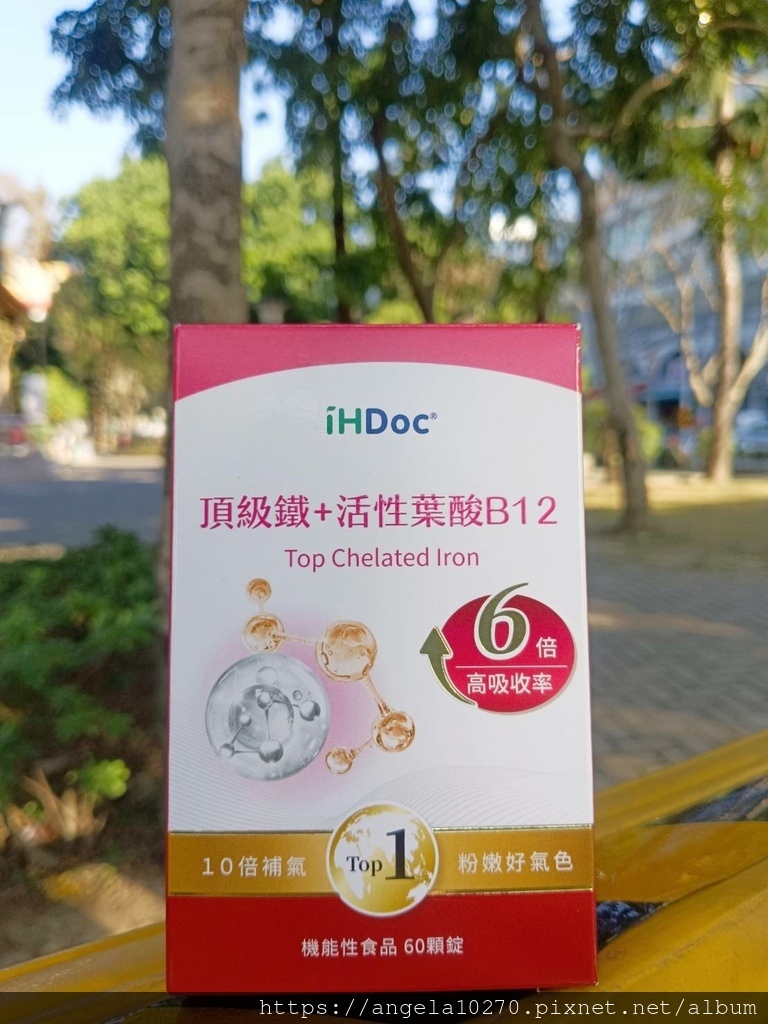 iHDoc®
頂級鐵+活性葉酸B12
Top Chelated Iron
6倍
高吸收率
10倍補氣
Top 1
粉嫩好氣色
機能性食品 60顆錠
https://angela10270.pixnet.net/album